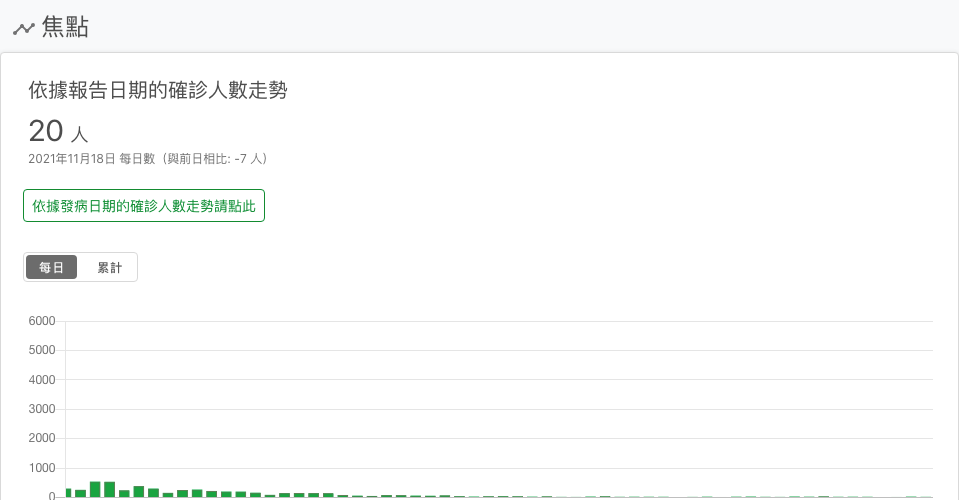 焦點
依據報告日期的確診人數走勢
20 人
2021年11月18日 每日數（與前日相比: -7 人）
依據發病日期的確診人數走勢請點此
每日 累計
6000
5000
4000
3000
2000
1000
0